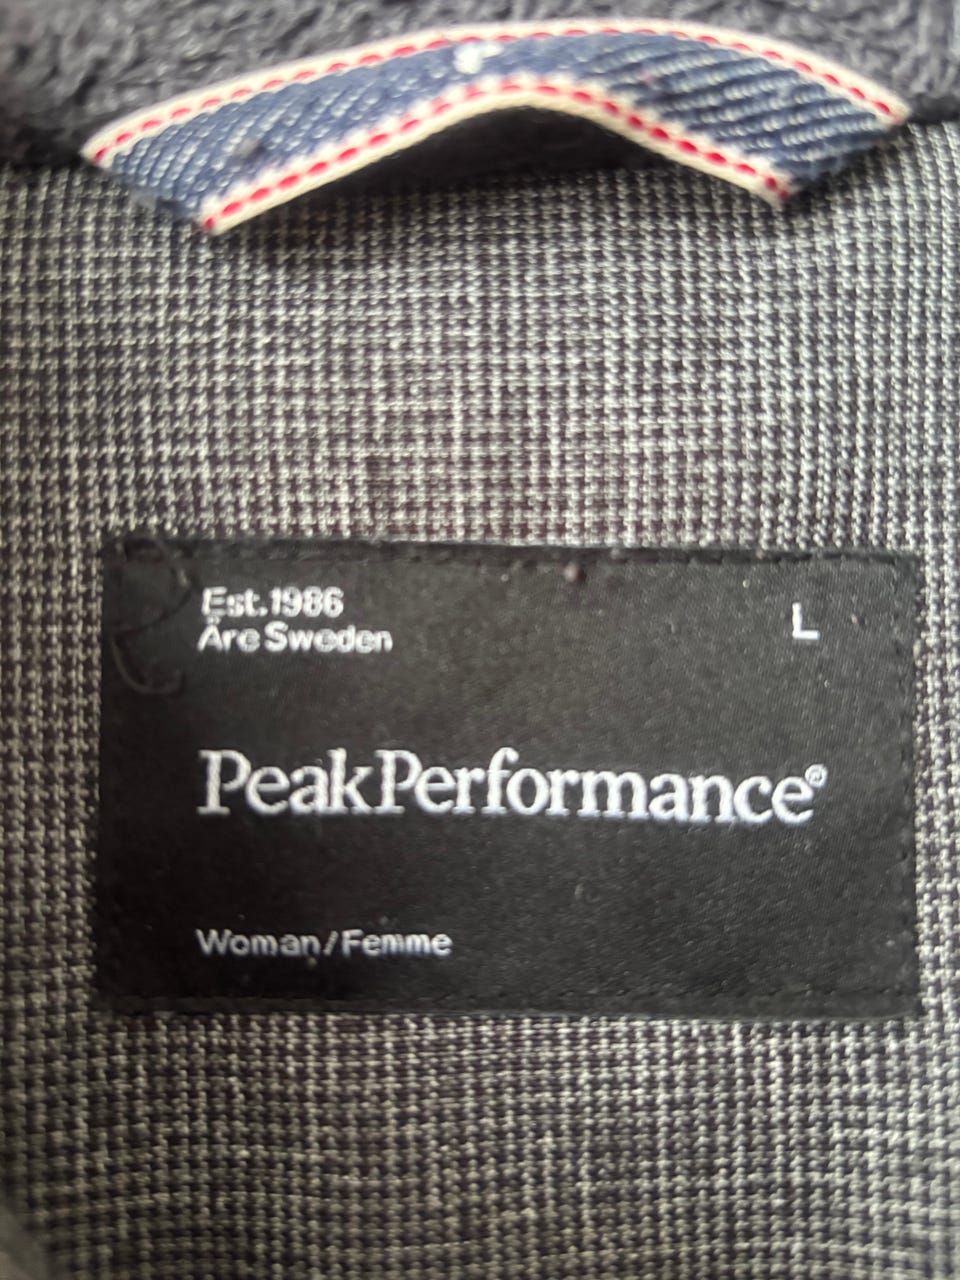 Est.1986
Åre Sweden
L
PeakPerformance®
Woman/Femme